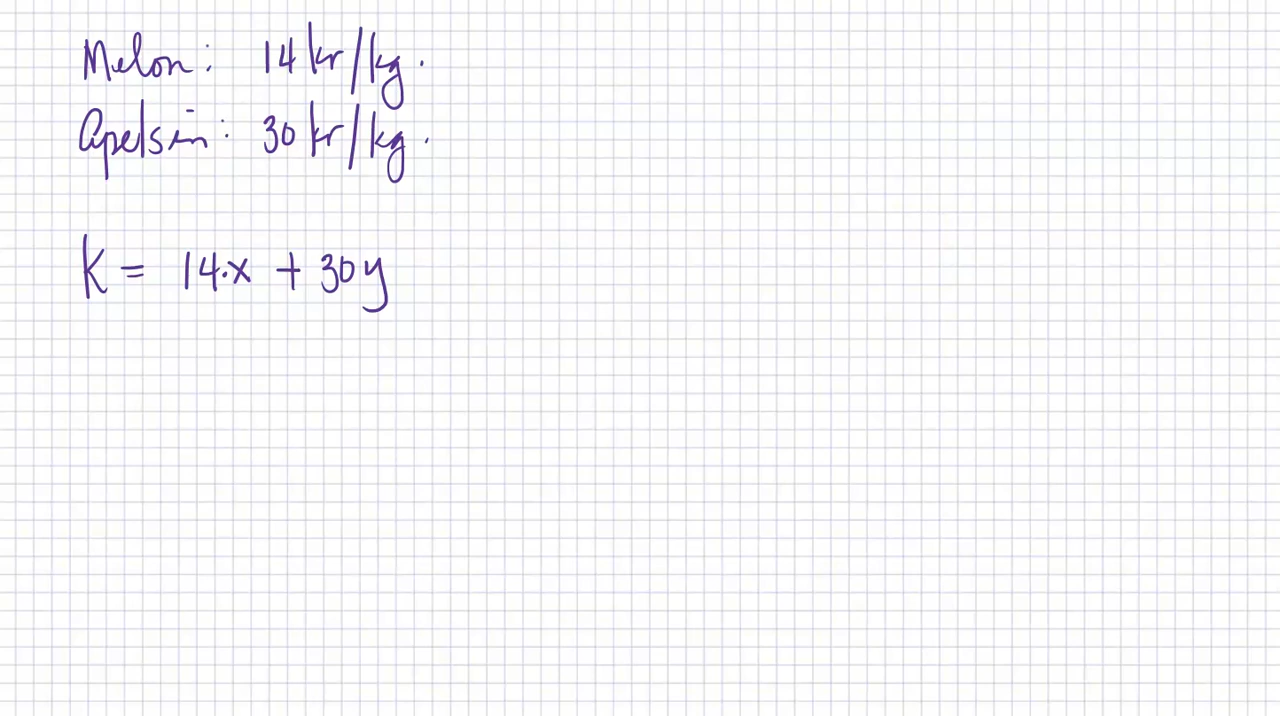 Melon: 14 kr/kg.
Apelsin: 30 kr/kg.
K = 14·x + 30y